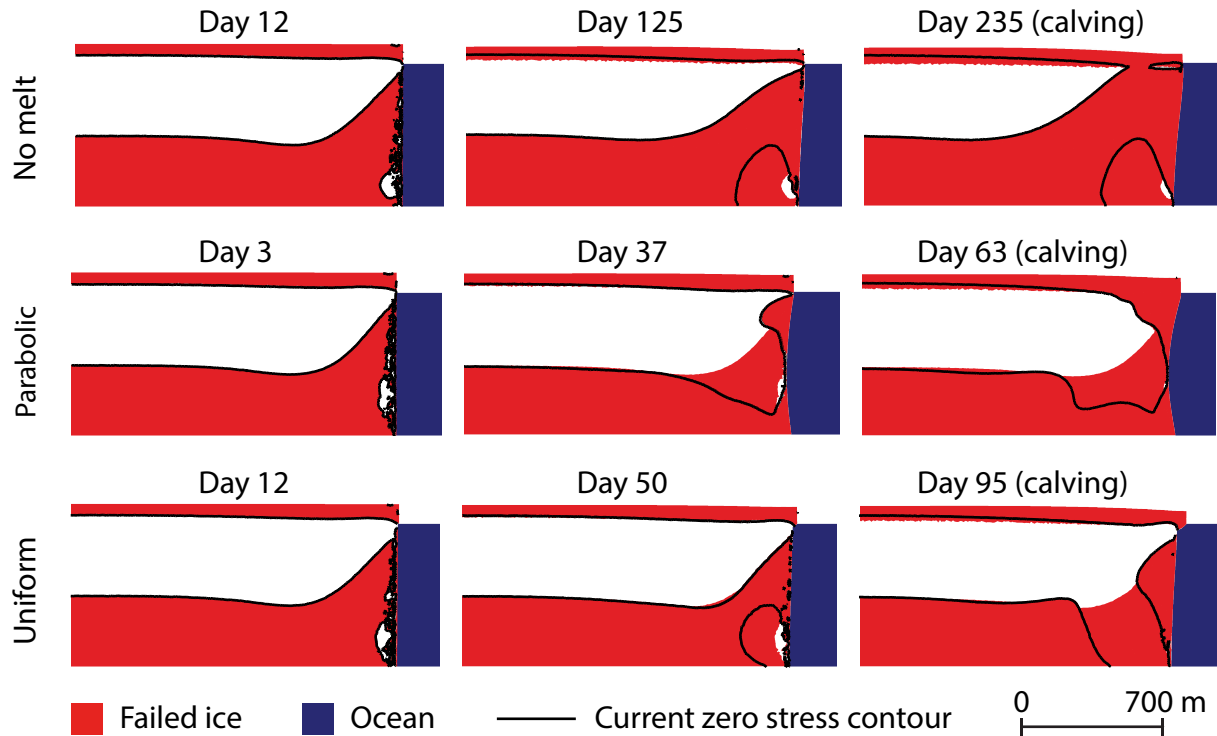 Day 12
Day 125
Day 235 (calving)
No melt
Day 3
Day 37
Day 63 (calving)
Parabolic
Day 12
Day 50
Day 95 (calving)
Uniform
Failed ice
Ocean
Current zero stress contour
0
700 m